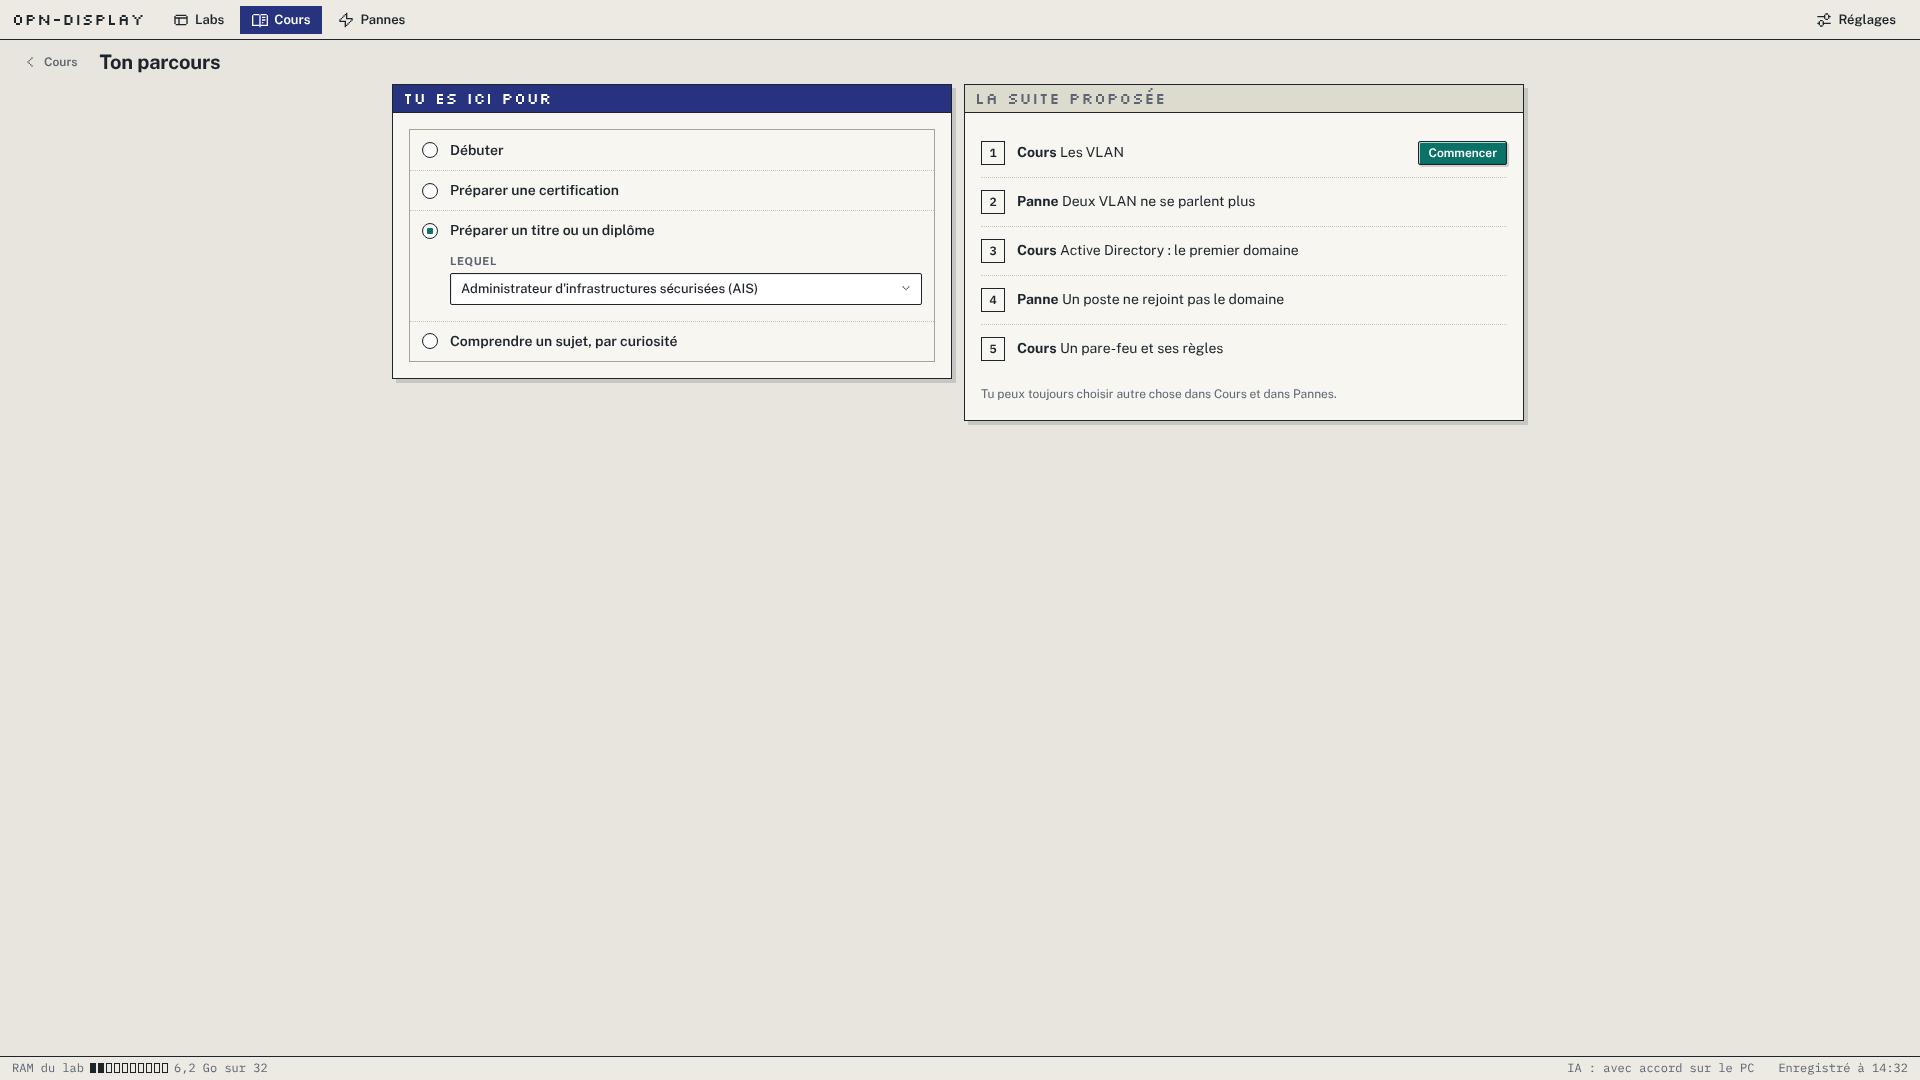 OPN-DISPLAY Labs Cours Pannes Réglages
Cours Ton parcours
TU ES ICI POUR
Débuter
Préparer une certification
Préparer un titre ou un diplôme
LEQUEL
Administrateur d'infrastructures sécurisées (AIS)
Comprendre un sujet, par curiosité
LA SUITE PROPOSÉE
1 Cours Les VLAN Commencer
2 Panne Deux VLAN ne se parlent plus
3 Cours Active Directory : le premier domaine
4 Panne Un poste ne rejoint pas le domaine
5 Cours Un pare-feu et ses règles
Tu peux toujours choisir autre chose dans Cours et dans Pannes.
RAM du lab 6,2 Go sur 32 IA : avec accord sur le PC Enregistré à 14:32